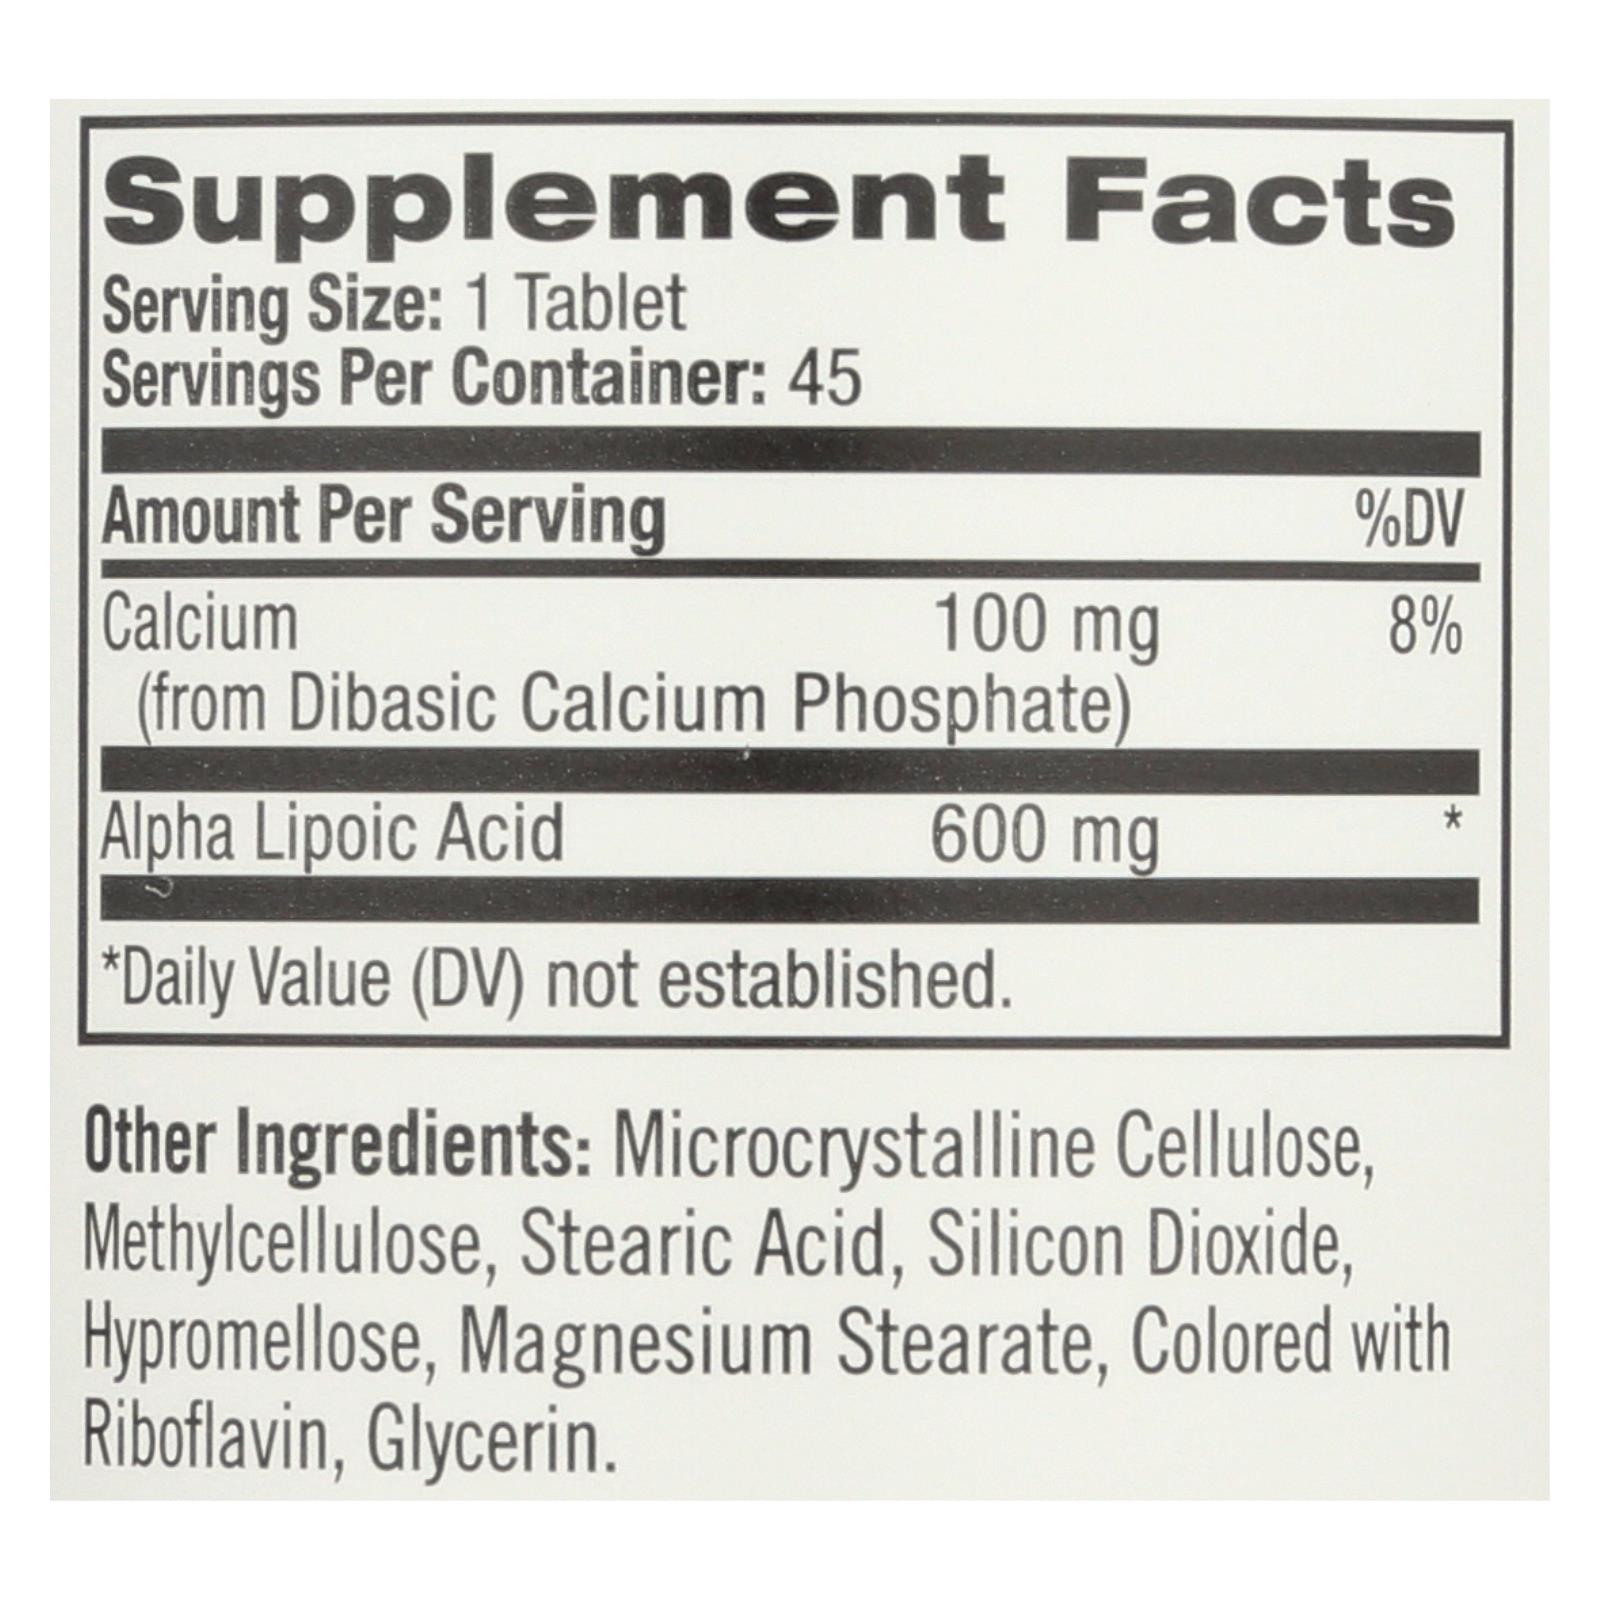 Supplement Facts
Serving Size: 1 Tablet
Servings Per Container: 45
Amount Per Serving %DV
Calcium 100 mg 8%
(from Dibasic Calcium Phosphate)
Alpha Lipoic Acid 600 mg *
*Daily Value (DV) not established.
Other Ingredients: Microcrystalline Cellulose,
Methylcellulose, Stearic Acid, Silicon Dioxide,
Hypromellose, Magnesium Stearate, Colored with
Riboflavin, Glycerin.